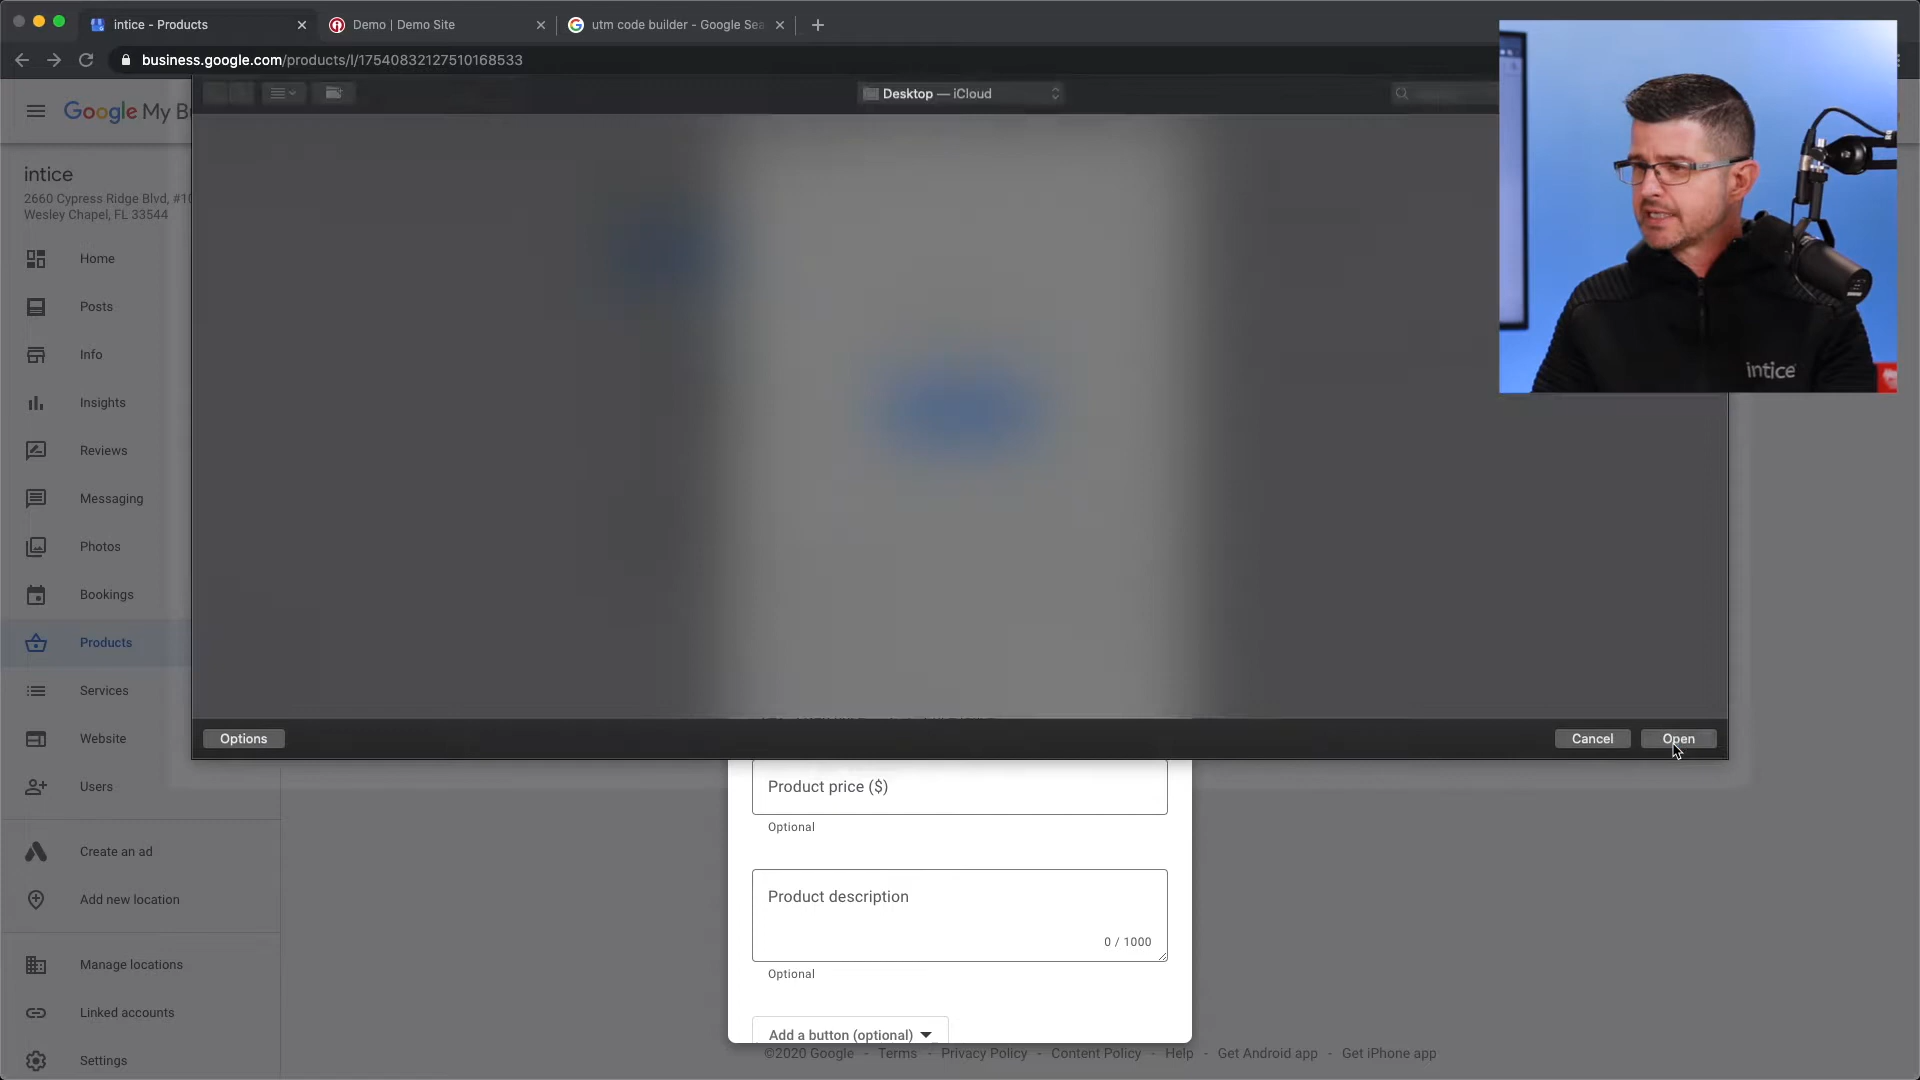 intice - Products
Demo | Demo Site
utm code builder - Google Sea
business.google.com/products/l/17540832127510168533
Desktop — iCloud
Google My B
intice
2660 Cypress Ridge Blvd, #10
Wesley Chapel, FL 33544
Home
Posts
Info
Insights
Reviews
Messaging
Photos
Bookings
Products
Services
Website
Users
Create an ad
Add new location
Manage locations
Linked accounts
Settings
intice
Options
Cancel
Open
Product price ($)
Optional
Product description
0 / 1000
Optional
Add a button (optional)
©2020 Google - Terms - Privacy Policy - Content Policy - Help - Get Android app - Get iPhone app